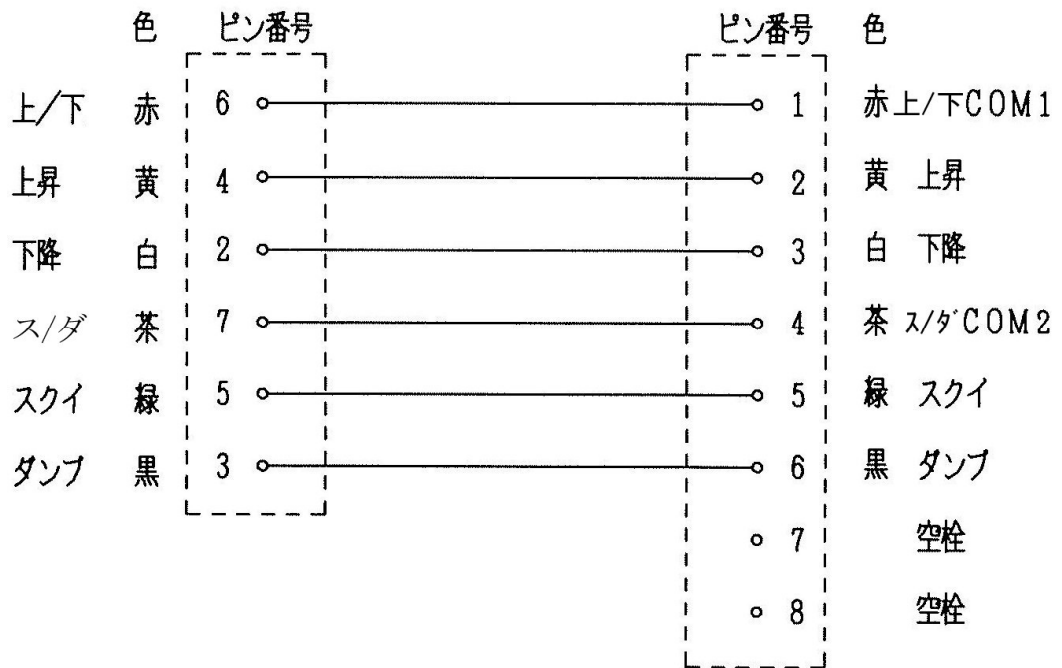 色 ピン番号 ピン番号 色
上/下 赤 6 1 赤 上/下COM1
上昇 黄 4 2 黄 上昇
下降 白 2 3 白 下降
ス/ダ 茶 7 4 茶 ス/ダCOM2
スクイ 緑 5 5 緑 スクイ
ダンプ 黒 3 6 黒 ダンプ
7 空栓
8 空栓